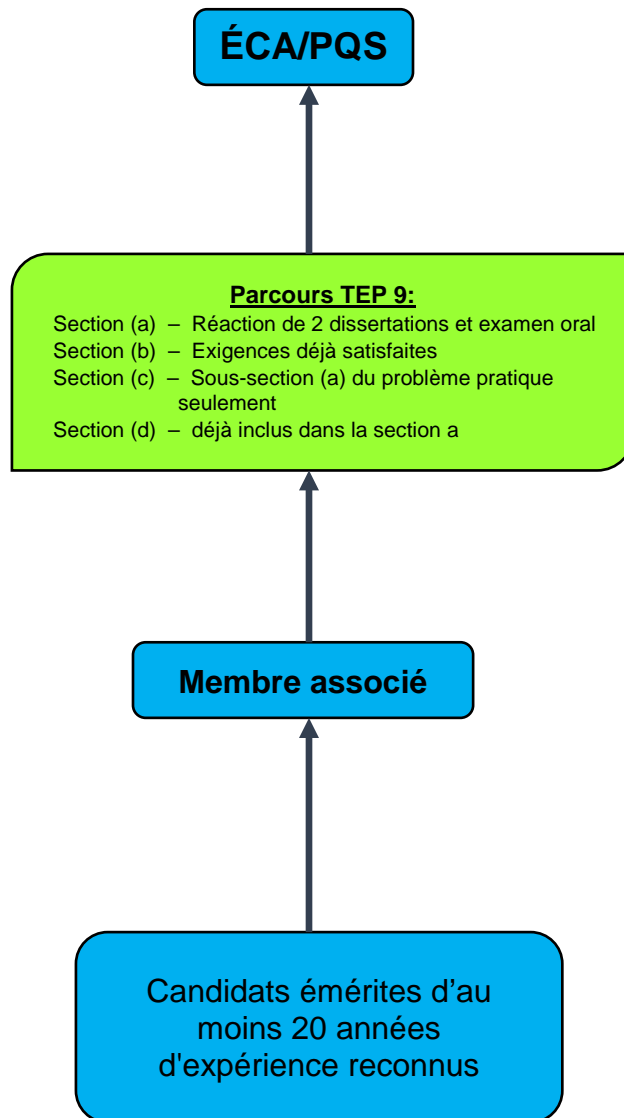 ÉCA/PQS
Parcours TEP 9:
Section (a) – Réaction de 2 dissertations et examen oral
Section (b) – Exigences déjà satisfaites
Section (c) – Sous-section (a) du problème pratique
seulement
Section (d) – déjà inclus dans la section a
Membre associé
Candidats émérites d’au
moins 20 années
d'expérience reconnus